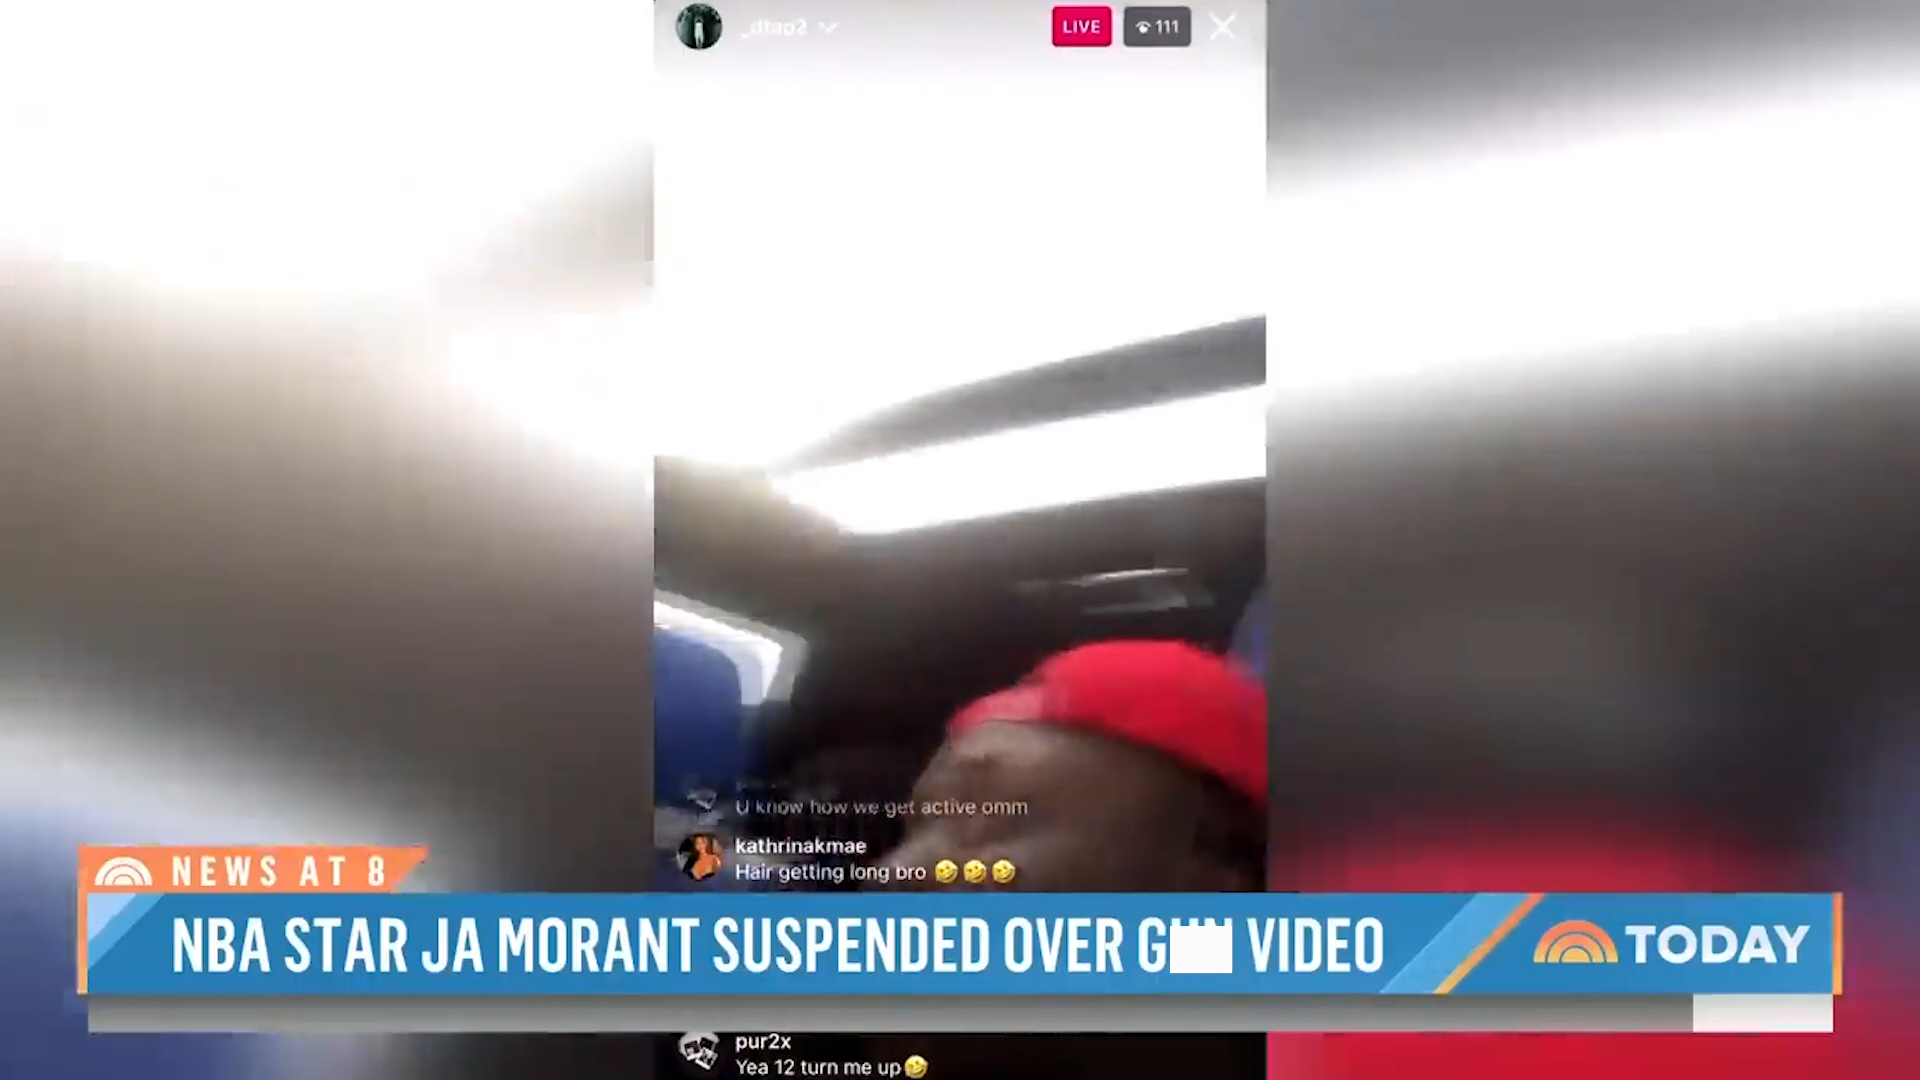 _dtap2
LIVE
111
U know how we get active omm
kathrinakmae
Hair getting long bro 🤣🤣🤣
NEWS AT 8
NBA STAR JA MORANT SUSPENDED OVER VIDEO
TODAY
pur2x
Yea 12 turn me up🤣